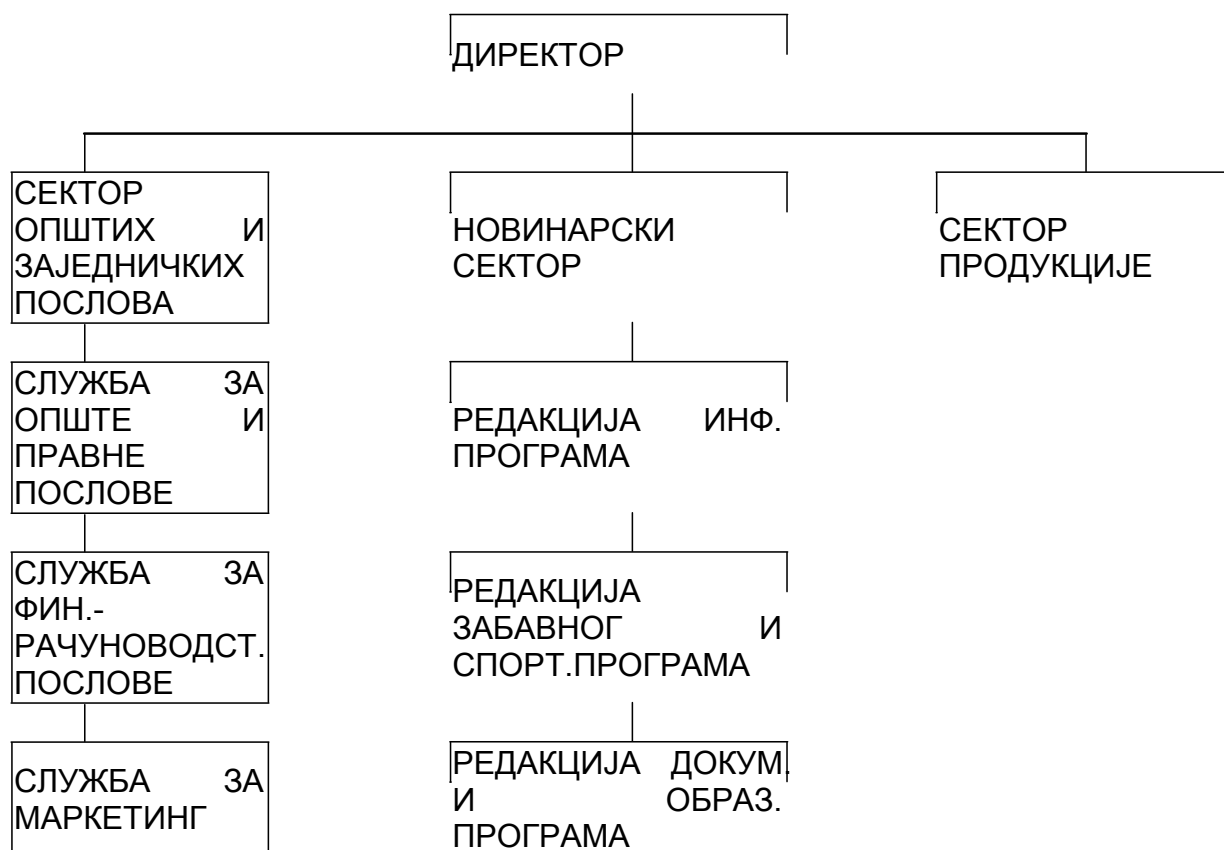 ДИРЕКТОР
СЕКТОР
ОПШТИХ И
ЗАЈЕДНИЧКИХ
ПОСЛОВА
НОВИНАРСКИ
СЕКТОР
СЕКТОР
ПРОДУКЦИЈЕ
СЛУЖБА ЗА
ОПШТЕ И
ПРАВНЕ
ПОСЛОВЕ
РЕДАКЦИЈА ИНФ.
ПРОГРАМА
СЛУЖБА ЗА
ФИН.-
РАЧУНОВОДСТ.
ПОСЛОВЕ
РЕДАКЦИЈА
ЗАБАВНОГ И
СПОРТ.ПРОГРАМА
СЛУЖБА ЗА
МАРКЕТИНГ
РЕДАКЦИЈА ДОКУМ.
И ОБРАЗ.
ПРОГРАМА